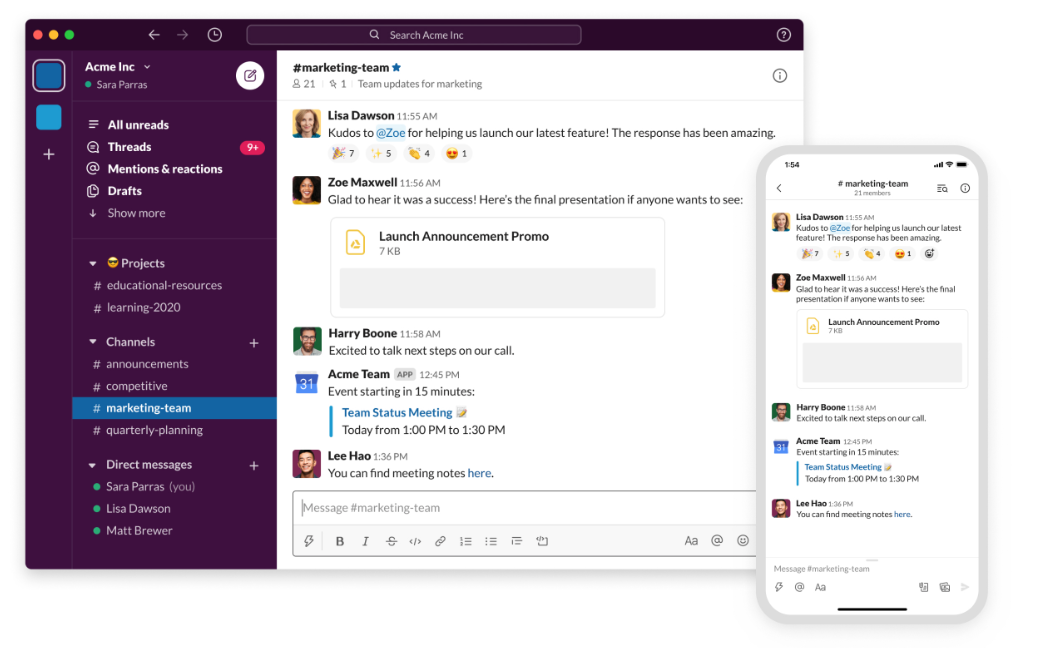 Search Acme Inc
Acme Inc
Sara Parras
All unreads
Threads 9+
Mentions & reactions
Drafts
Show more
Projects
# educational-resources
# learning-2020
Channels
# announcements
# competitive
# marketing-team
# quarterly-planning
Direct messages
Sara Parras (you)
Lisa Dawson
Matt Brewer
#marketing-team
21 | 1 | Team updates for marketing
Lisa Dawson 11:55 AM
Kudos to @Zoe for helping us launch our latest feature! The response has been amazing.
7 5 4 1
Zoe Maxwell 11:56 AM
Glad to hear it was a success! Here's the final presentation if anyone wants to see:
Launch Announcement Promo
7 KB
Harry Boone 11:58 AM
Excited to talk next steps on our call.
31
Acme Team APP 12:45 PM
Event starting in 15 minutes:
Team Status Meeting
Today from 1:00 PM to 1:30 PM
Lee Hao 1:36 PM
You can find meeting notes here.
Message #marketing-team
B I S </> Aa @
1:54
# marketing-team
21 members
Lisa Dawson 11:55 AM
Kudos to @Zoe for helping us launch our latest
feature! The response has been amazing.
7 5 4 1
Zoe Maxwell 11:56 AM
Glad to hear it was a success! Here's the final
presentation if anyone wants to see:
Launch Announcement Promo
7 KB
Harry Boone 11:58 AM
Excited to talk next steps on our call.
31
Acme Team 12:45 PM
Event starting in 15 minutes:
Team Status Meeting
Today from 1:00 PM to 1:30 PM
Lee Hao 1:36 PM
You can find meeting notes here.
Message #marketing-team
@ Aa